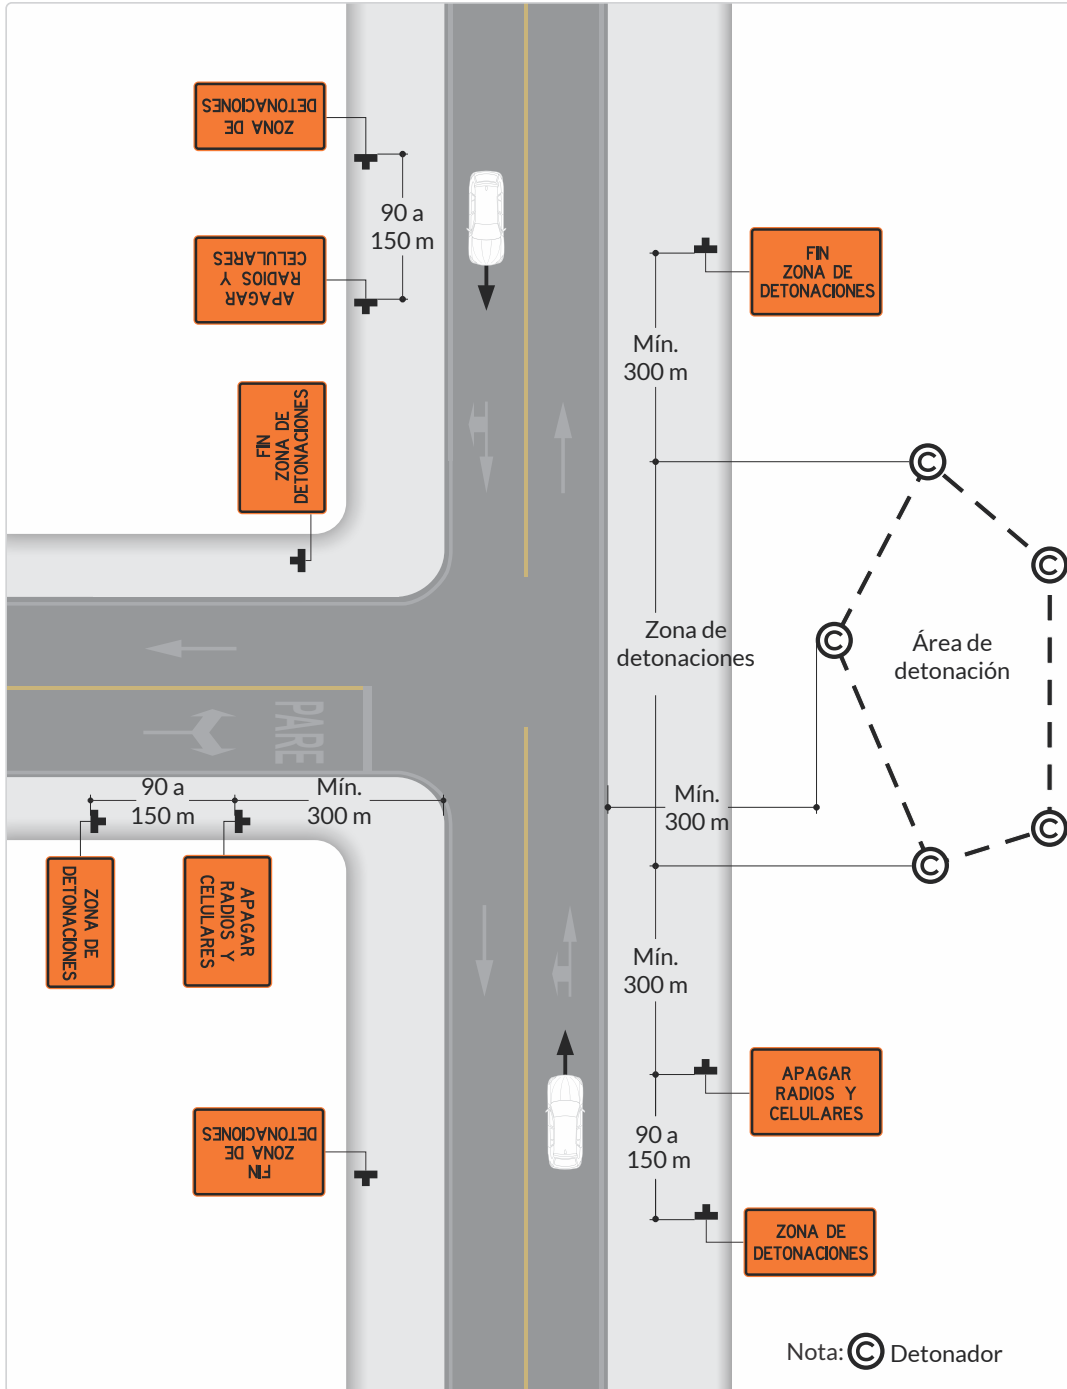 ZONA DE
DETONACIONES
90 a
150 m
APAGAR
RADIOS Y
CELULARES
FIN
ZONA DE
DETONACIONES
Mín.
300 m
FIN
ZONA DE
DETONACIONES
Zona de
detonaciones
Área de
detonación
PARE
90 a
150 m
Mín.
300 m
Mín.
300 m
ZONA DE
DETONACIONES
APAGAR
RADIOS Y
CELULARES
Mín.
300 m
APAGAR
RADIOS Y
CELULARES
FIN
ZONA DE
DETONACIONES
90 a
150 m
ZONA DE
DETONACIONES
C
C
C
C
C
Nota: C Detonador